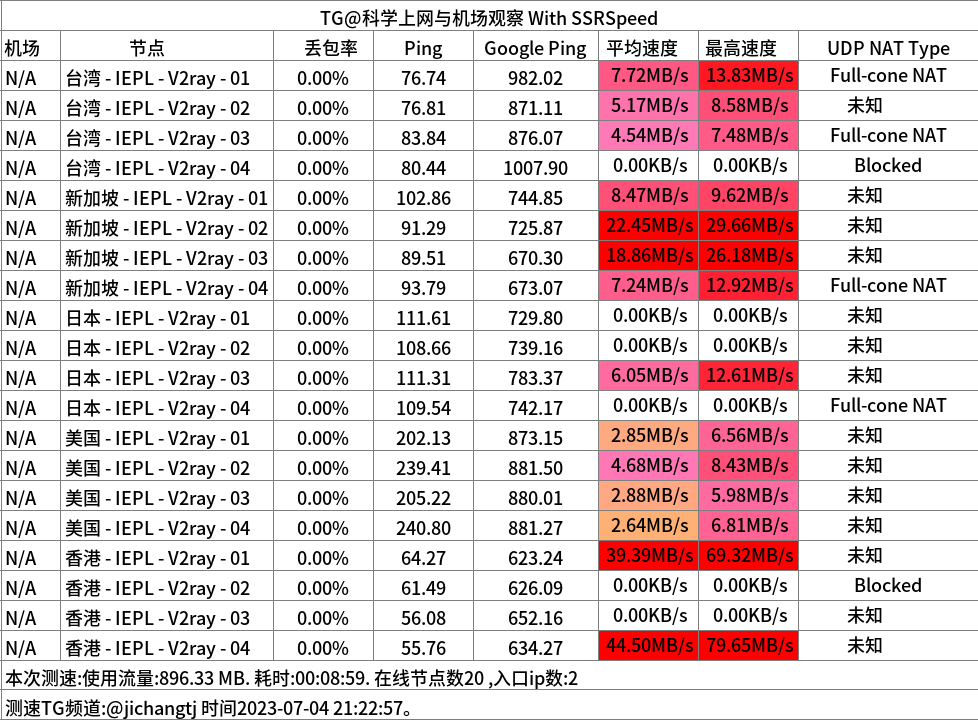 TG@科学上网与机场观察 With SSRSpeed
机场 节点 丢包率 Ping Google Ping 平均速度 最高速度 UDP NAT Type
N/A 台湾 - IEPL - V2ray - 01 0.00% 76.74 982.02 7.72MB/s 13.83MB/s Full-cone NAT
N/A 台湾 - IEPL - V2ray - 02 0.00% 76.81 871.11 5.17MB/s 8.58MB/s 未知
N/A 台湾 - IEPL - V2ray - 03 0.00% 83.84 876.07 4.54MB/s 7.48MB/s Full-cone NAT
N/A 台湾 - IEPL - V2ray - 04 0.00% 80.44 1007.90 0.00KB/s 0.00KB/s Blocked
N/A 新加坡 - IEPL - V2ray - 01 0.00% 102.86 744.85 8.47MB/s 9.62MB/s 未知
N/A 新加坡 - IEPL - V2ray - 02 0.00% 91.29 725.87 22.45MB/s 29.66MB/s 未知
N/A 新加坡 - IEPL - V2ray - 03 0.00% 89.51 670.30 18.86MB/s 26.18MB/s 未知
N/A 新加坡 - IEPL - V2ray - 04 0.00% 93.79 673.07 7.24MB/s 12.92MB/s Full-cone NAT
N/A 日本 - IEPL - V2ray - 01 0.00% 111.61 729.80 0.00KB/s 0.00KB/s 未知
N/A 日本 - IEPL - V2ray - 02 0.00% 108.66 739.16 0.00KB/s 0.00KB/s 未知
N/A 日本 - IEPL - V2ray - 03 0.00% 111.31 783.37 6.05MB/s 12.61MB/s 未知
N/A 日本 - IEPL - V2ray - 04 0.00% 109.54 742.17 0.00KB/s 0.00KB/s Full-cone NAT
N/A 美国 - IEPL - V2ray - 01 0.00% 202.13 873.15 2.85MB/s 6.56MB/s 未知
N/A 美国 - IEPL - V2ray - 02 0.00% 239.41 881.50 4.68MB/s 8.43MB/s 未知
N/A 美国 - IEPL - V2ray - 03 0.00% 205.22 880.01 2.88MB/s 5.98MB/s 未知
N/A 美国 - IEPL - V2ray - 04 0.00% 240.80 881.27 2.64MB/s 6.81MB/s 未知
N/A 香港 - IEPL - V2ray - 01 0.00% 64.27 623.24 39.39MB/s 69.32MB/s 未知
N/A 香港 - IEPL - V2ray - 02 0.00% 61.49 626.09 0.00KB/s 0.00KB/s Blocked
N/A 香港 - IEPL - V2ray - 03 0.00% 56.08 652.16 0.00KB/s 0.00KB/s 未知
N/A 香港 - IEPL - V2ray - 04 0.00% 55.76 634.27 44.50MB/s 79.65MB/s 未知
本次测速:使用流量:896.33 MB. 耗时:00:08:59. 在线节点数20 ,入口ip数:2
测速TG频道:@jichangtj 时间2023-07-04 21:22:57。